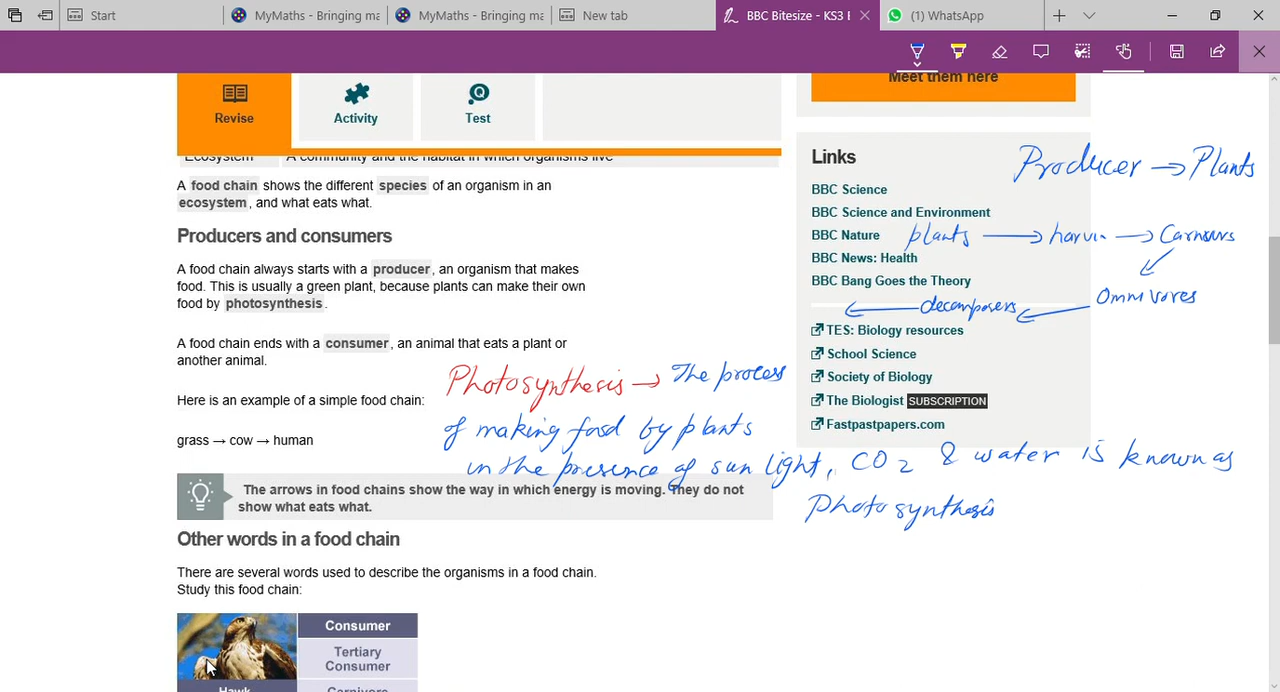 Start
MyMaths - Bringing ma
MyMaths - Bringing ma
New tab
BBC Bitesize - KS3 B
(1) WhatsApp
Meet them here
Revise
Activity
Test
Ecosystem A community and the habitat in which organisms live
A food chain shows the different species of an organism in an
ecosystem, and what eats what.
Producers and consumers
A food chain always starts with a producer, an organism that makes
food. This is usually a green plant, because plants can make their own
food by photosynthesis.
A food chain ends with a consumer, an animal that eats a plant or
another animal.
Here is an example of a simple food chain:
grass → cow → human
The arrows in food chains show the way in which energy is moving. They do not
show what eats what.
Other words in a food chain
There are several words used to describe the organisms in a food chain.
Study this food chain:
Consumer
Tertiary
Consumer
Hawk
Carnivore
Links
BBC Science
BBC Science and Environment
BBC Nature
BBC News: Health
BBC Bang Goes the Theory
TES: Biology resources
School Science
Society of Biology
The Biologist SUBSCRIPTION
Fastpastpapers.com
Producer → Plants
plants → →
Omnivores
decomposers
Photosynthesis → The process
of making food by plants
in the presence of sun light, CO2 & water is known as
Photosynthesis